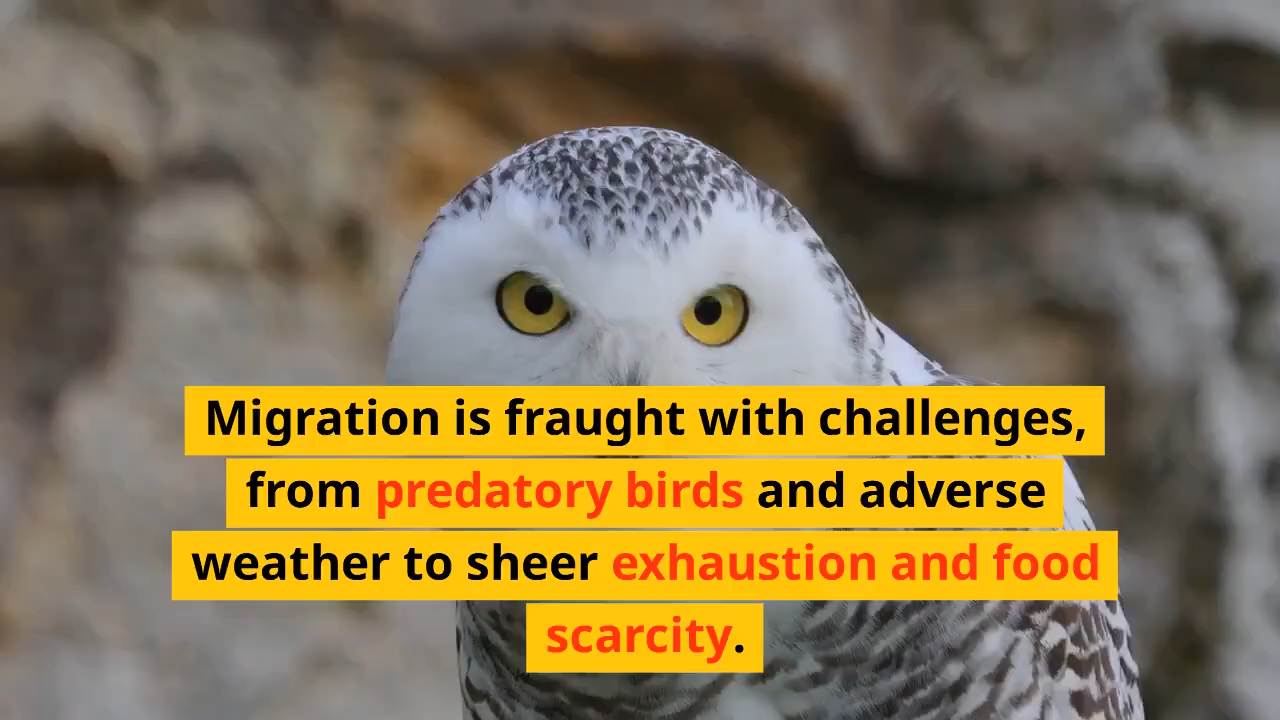 Migration is fraught with challenges,
from predatory birds and adverse
weather to sheer exhaustion and food
scarcity.